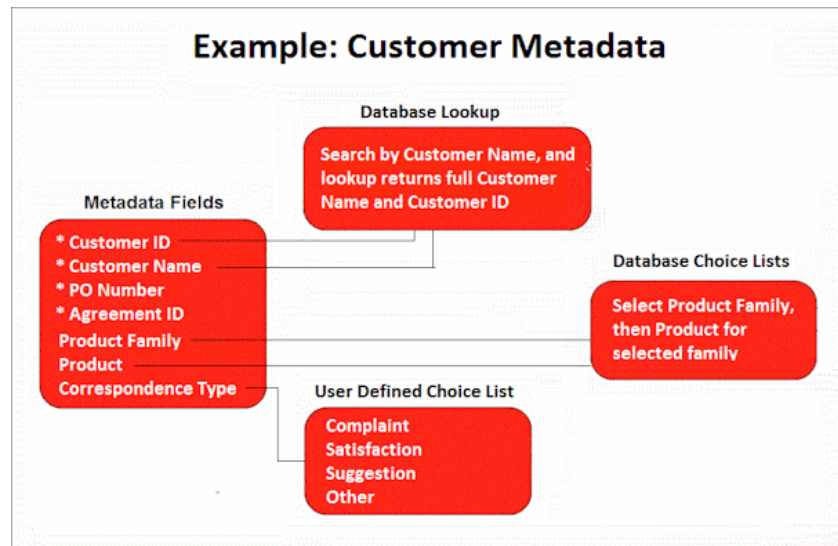 Example: Customer Metadata
Database Lookup
Search by Customer Name, and
lookup returns full Customer
Name and Customer ID
Metadata Fields
* Customer ID
* Customer Name
* PO Number
* Agreement ID
Product Family
Product
Correspondence Type
Database Choice Lists
Select Product Family,
then Product for
selected family
User Defined Choice List
Complaint
Satisfaction
Suggestion
Other